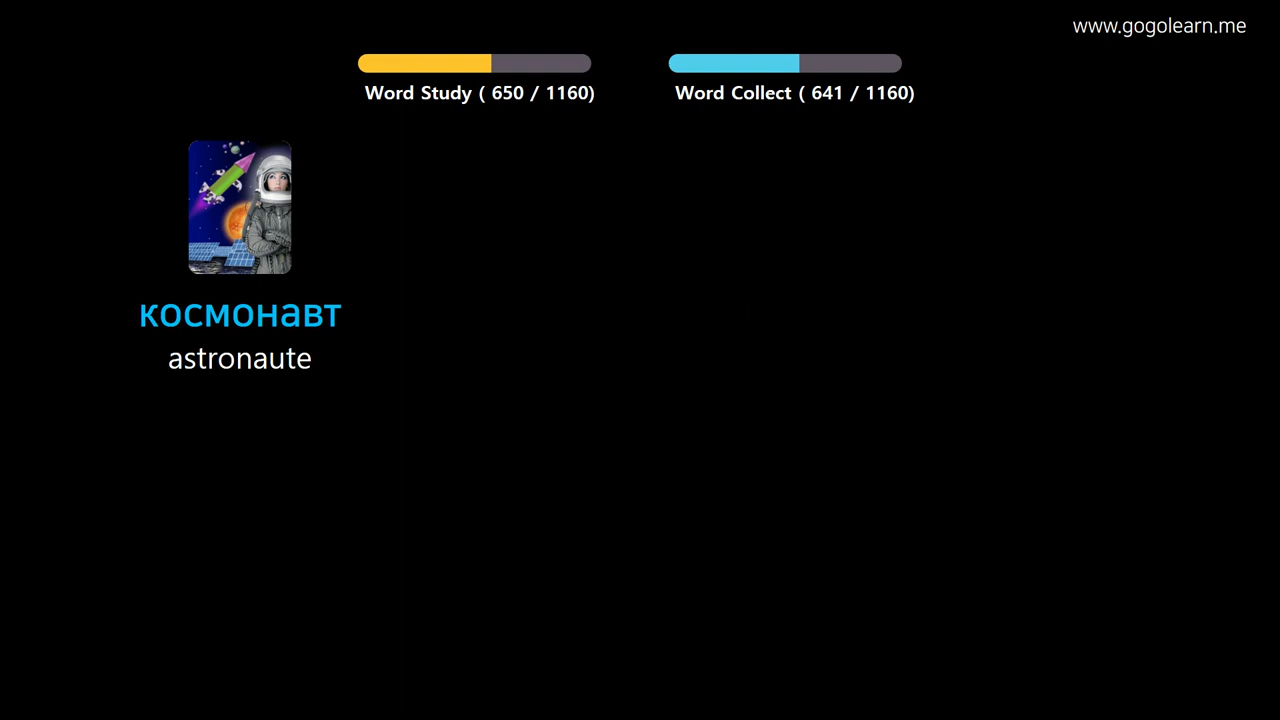 www.gogolearn.me
Word Study ( 650 / 1160)
Word Collect ( 641 / 1160)
космонавт
astronaute